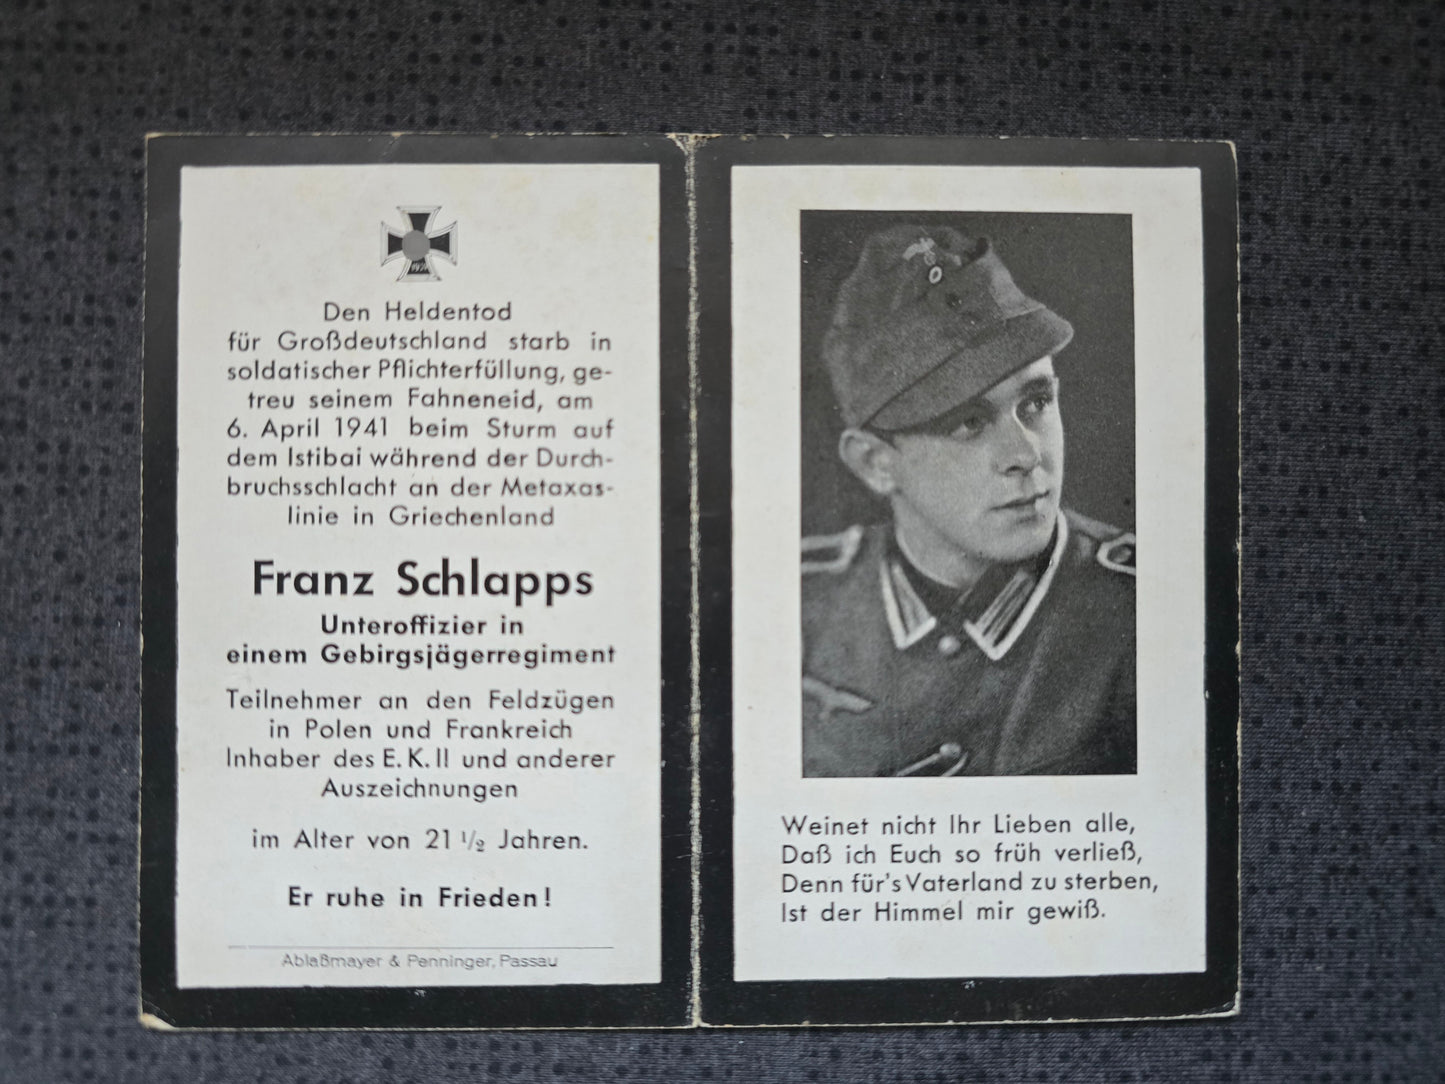 Den Heldentod
für Großdeutschland starb in
soldatischer Pflichterfüllung, ge-
treu seinem Fahneneid, am
6. April 1941 beim Sturm auf
dem Istibai während der Durch-
bruchsschlacht an der Metaxas-
linie in Griechenland
Franz Schlapps
Unteroffizier in
einem Gebirgsjägerregiment
Teilnehmer an den Feldzügen
in Polen und Frankreich
Inhaber des E. K. II und anderer
Auszeichnungen
im Alter von 21 1/2 Jahren.
Er ruhe in Frieden!
Ablaßmayer & Penninger, Passau
Weinet nicht Ihr Lieben alle,
Daß ich Euch so früh verließ,
Denn für's Vaterland zu sterben,
Ist der Himmel mir gewiß.